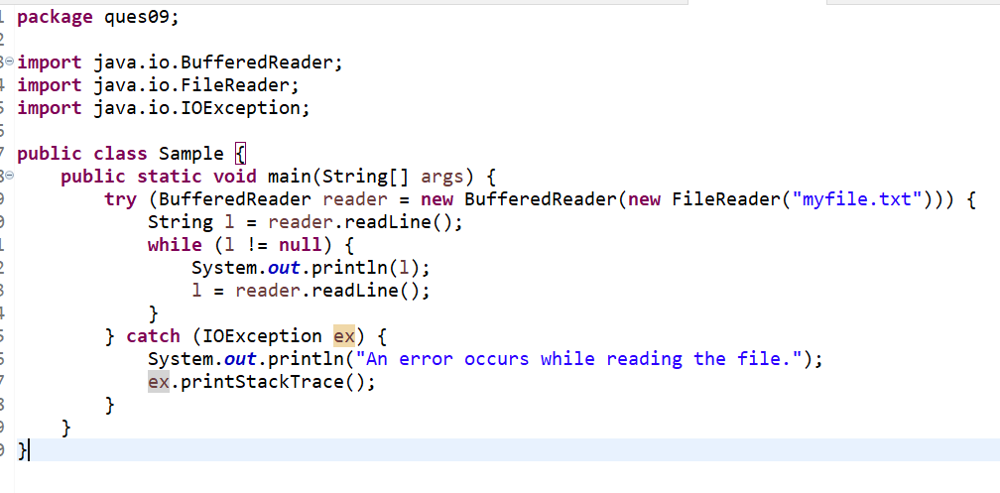 package ques09;
import java.io.BufferedReader;
import java.io.FileReader;
import java.io.IOException;
public class Sample {
    public static void main(String[] args) {
        try (BufferedReader reader = new BufferedReader(new FileReader("myfile.txt"))) {
            String l = reader.readLine();
            while (l != null) {
                System.out.println(l);
                l = reader.readLine();
            }
        } catch (IOException ex) {
            System.out.println("An error occurs while reading the file.");
            ex.printStackTrace();
        }
    }
}